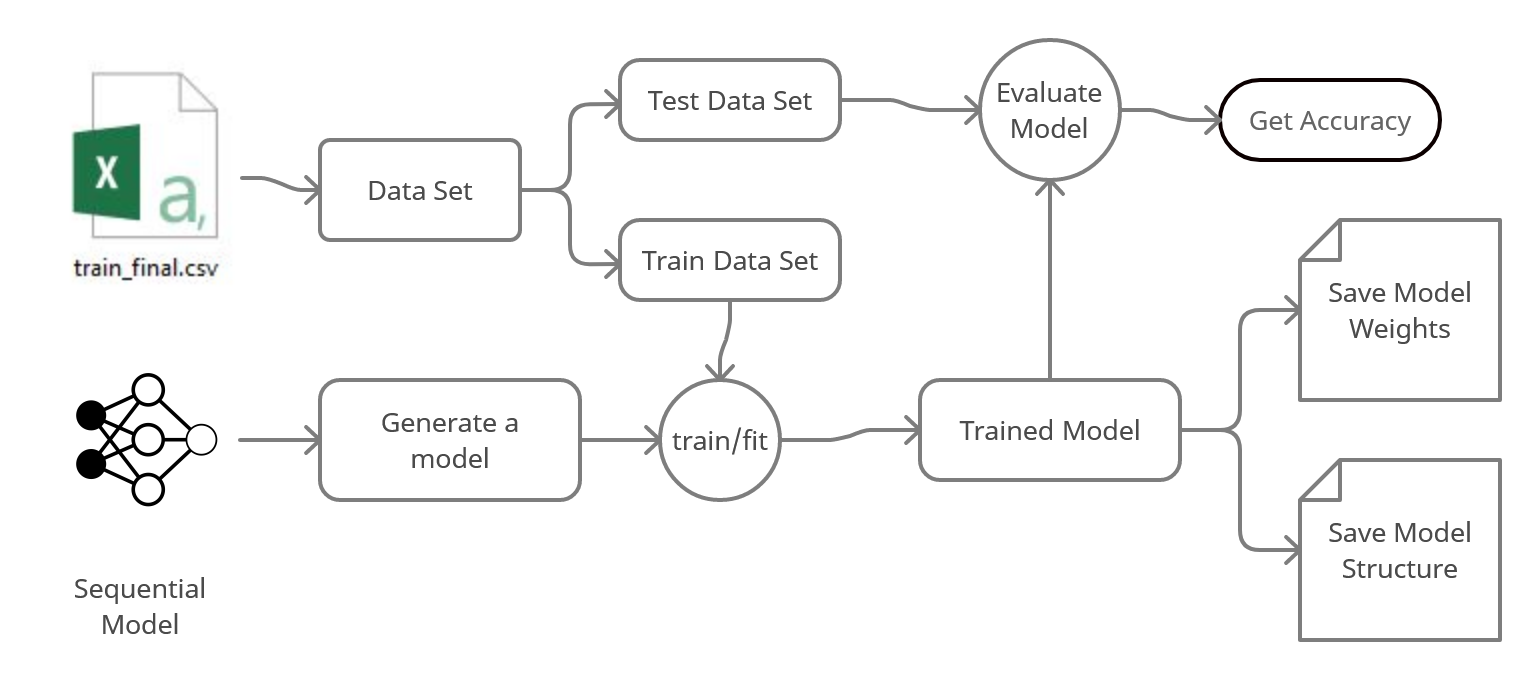 X
a,
train_final.csv
Data Set
Test Data Set
Train Data Set
Evaluate
Model
Get Accuracy
Sequential
Model
Generate a
model
train/fit
Trained Model
Save Model
Weights
Save Model
Structure